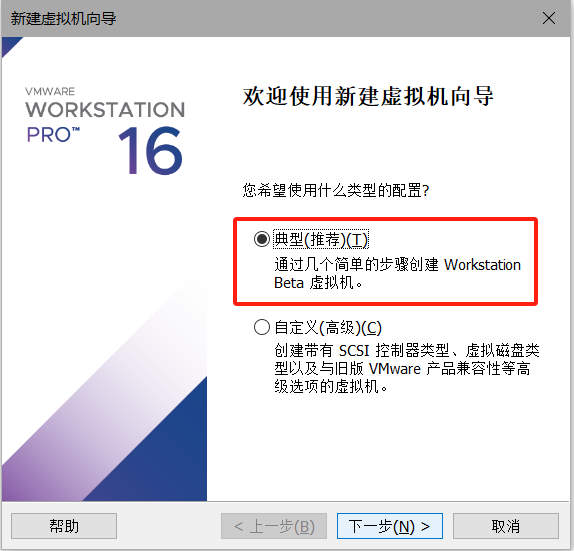 新建虚拟机向导
VMWARE
WORKSTATION
PRO™ 16
欢迎使用新建虚拟机向导
您希望使用什么类型的配置?
典型(推荐)(T)
通过几个简单的步骤创建 Workstation
Beta 虚拟机。
自定义(高级)(C)
创建带有 SCSI 控制器类型、虚拟磁盘类
型以及与旧版 VMware 产品兼容性等高
级选项的虚拟机。
帮助
< 上一步(B)
下一步(N) >
取消